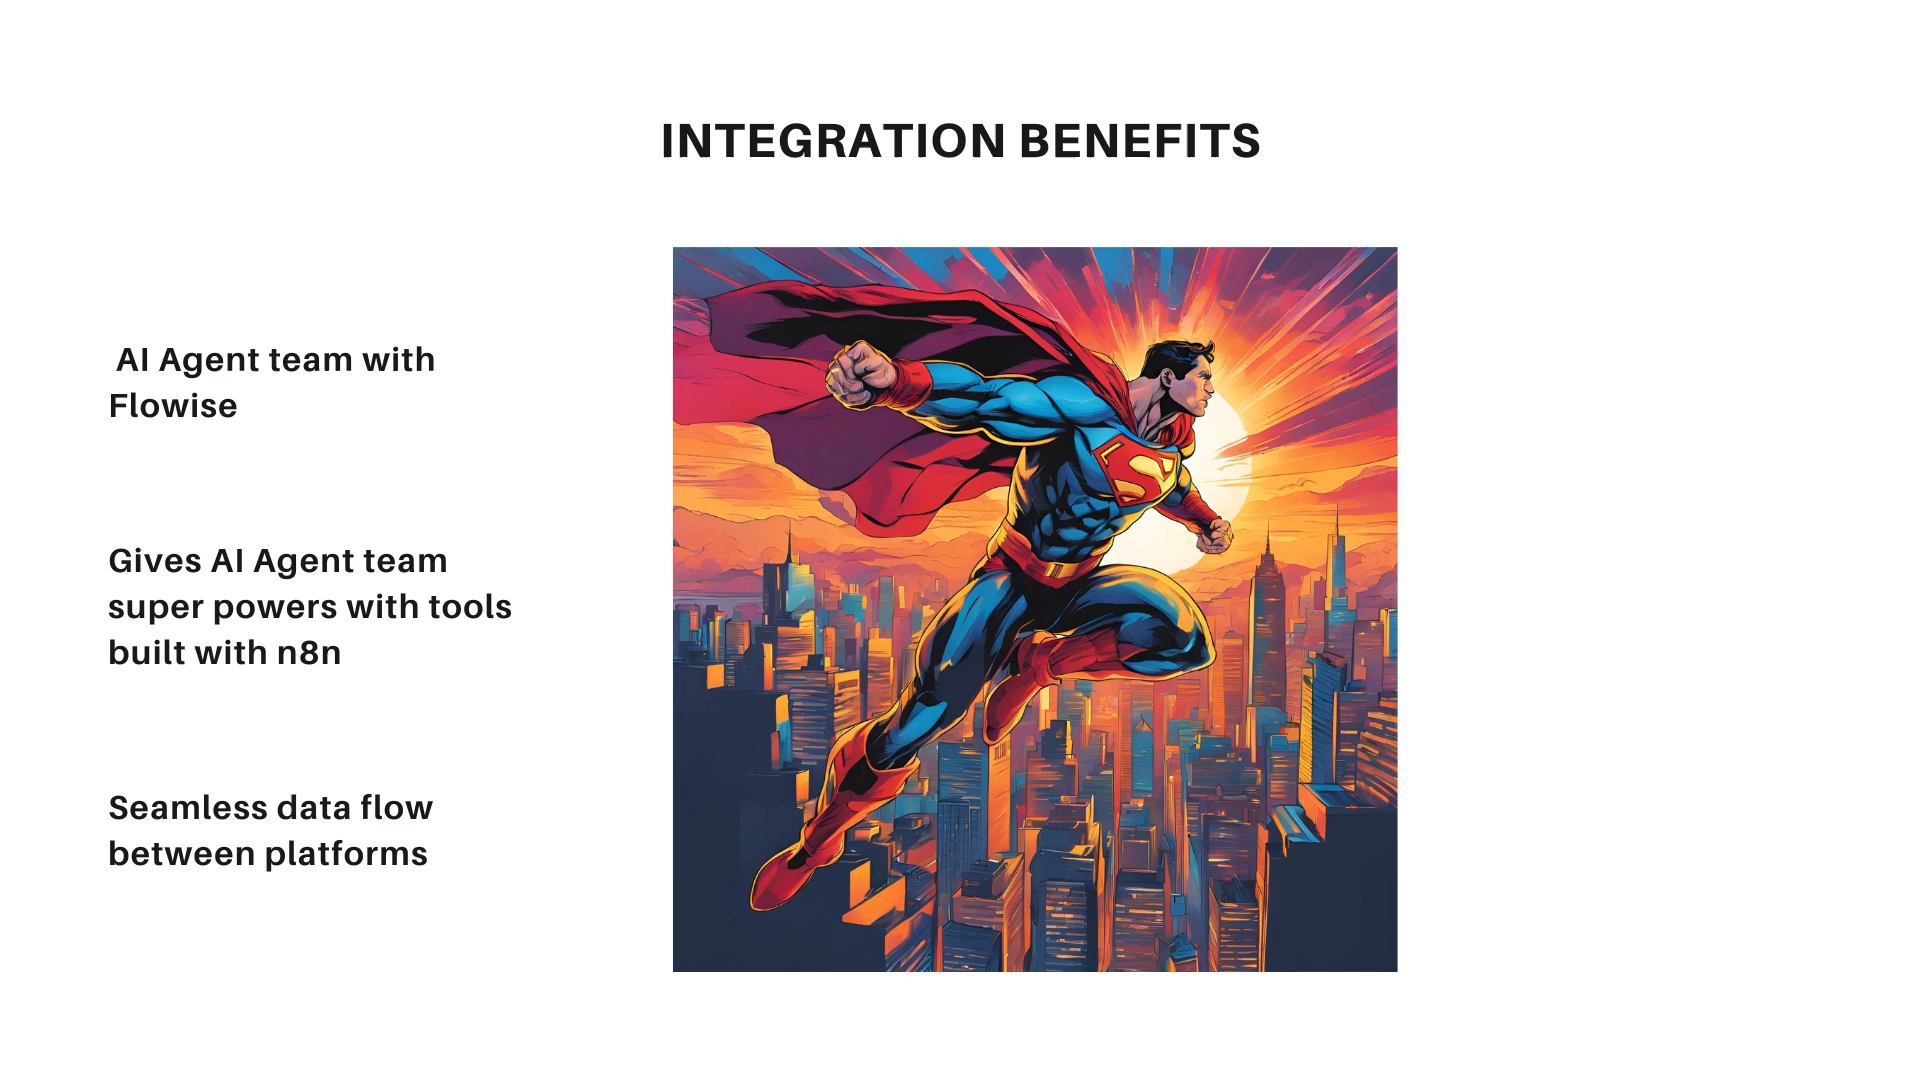 INTEGRATION BENEFITS
AI Agent team with
Flowise
Gives AI Agent team
super powers with tools
built with n8n
Seamless data flow
between platforms
S